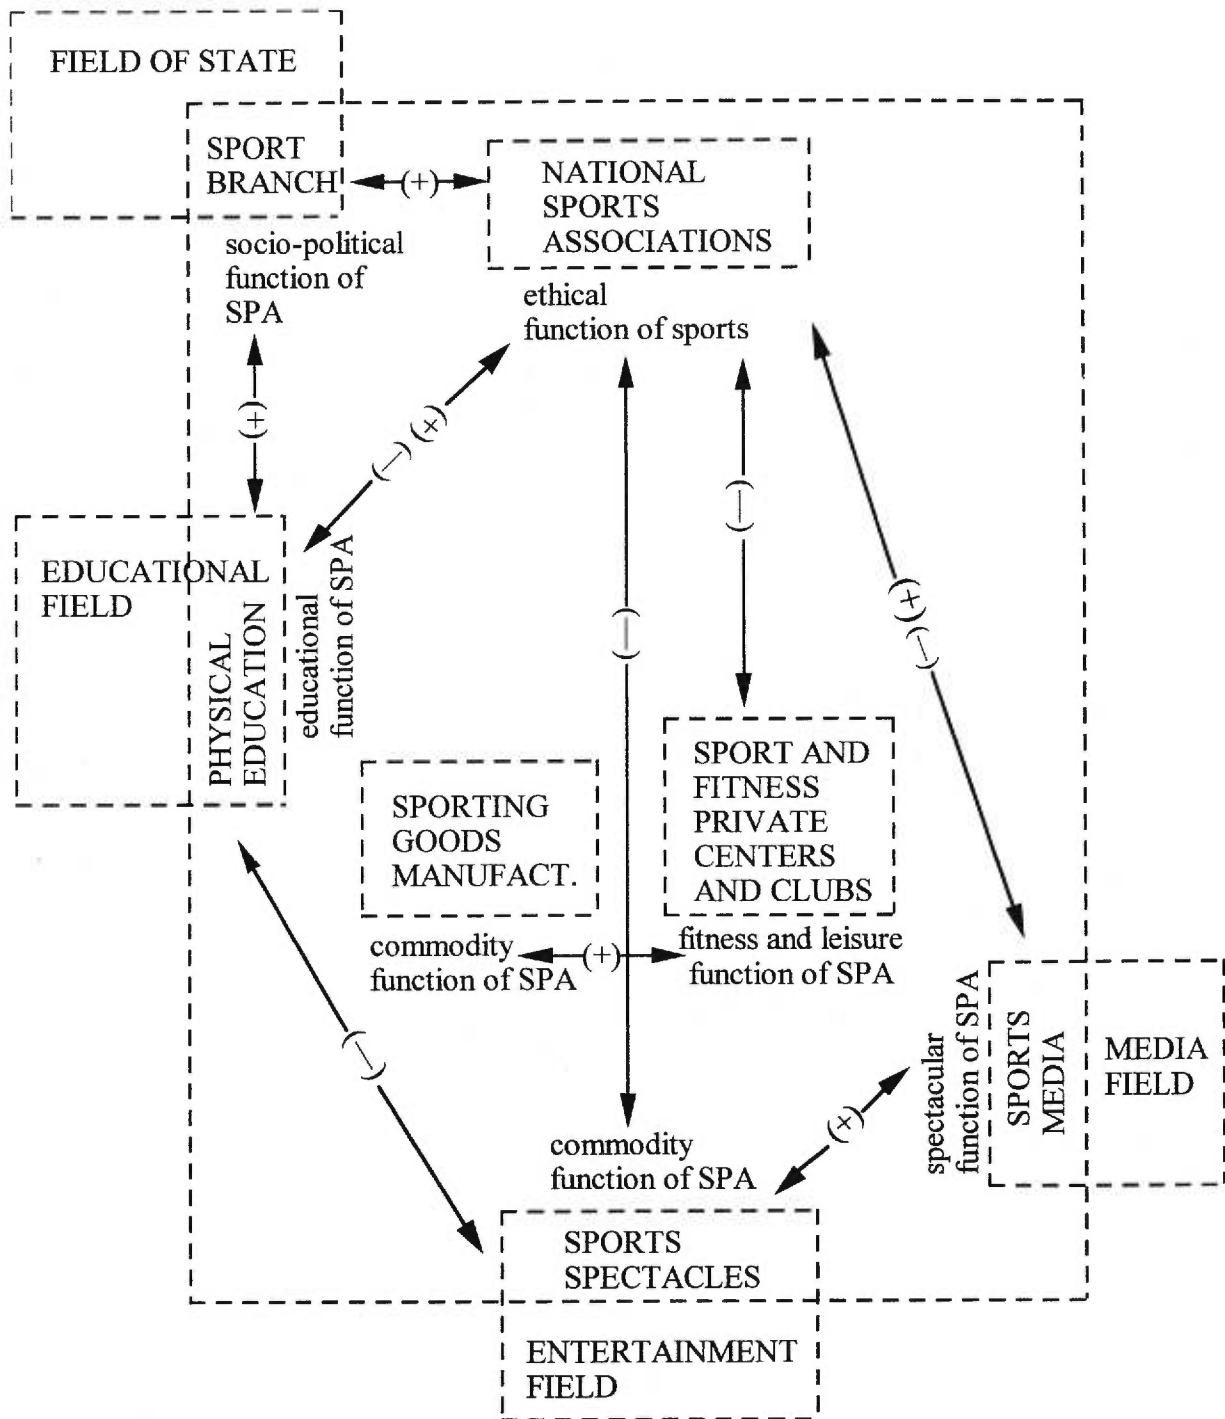 FIELD OF STATE
SPORT
BRANCH
(+)
NATIONAL
SPORTS
ASSOCIATIONS
socio-political
function of
SPA
ethical
function of sports
(+)
(—) (+)
(—)
(—)
(+) (—)
EDUCATIONAL
FIELD
PHYSICAL
EDUCATION
educational
function of SPA
SPORTING
GOODS
MANUFACT.
SPORT AND
FITNESS
PRIVATE
CENTERS
AND CLUBS
commodity
function of SPA
(+)
fitness and leisure
function of SPA
(—)
spectacular
function of SPA
SPORTS
MEDIA
MEDIA
FIELD
(+)
commodity
function of SPA
SPORTS
SPECTACLES
ENTERTAINMENT
FIELD